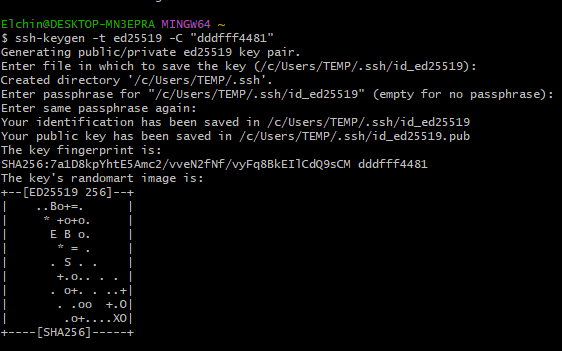 Elchin@DESKTOP-MN3EPRA MINGW64 ~
$ ssh-keygen -t ed25519 -C "dddfff4481"
Generating public/private ed25519 key pair.
Enter file in which to save the key (/c/Users/TEMP/.ssh/id_ed25519):
Created directory '/c/Users/TEMP/.ssh'.
Enter passphrase for "/c/Users/TEMP/.ssh/id_ed25519" (empty for no passphrase):
Enter same passphrase again:
Your identification has been saved in /c/Users/TEMP/.ssh/id_ed25519
Your public key has been saved in /c/Users/TEMP/.ssh/id_ed25519.pub
The key fingerprint is:
SHA256:7a1D8kpYhtE5Amc2/vveN2fNf/vyFq8BkEIlCdQ9sCM dddfff4481
The key's randomart image is:
+--[ED25519 256]--+
|    ..Bo+=.      |
|     * +o+o.     |
|      E B o.     |
|       * = .     |
|      . S . .    |
|       +.o.. . . |
|      . o+. . ..+|
|       . .oo  +.O|
|        .o+....XO|
+----[SHA256]-----+